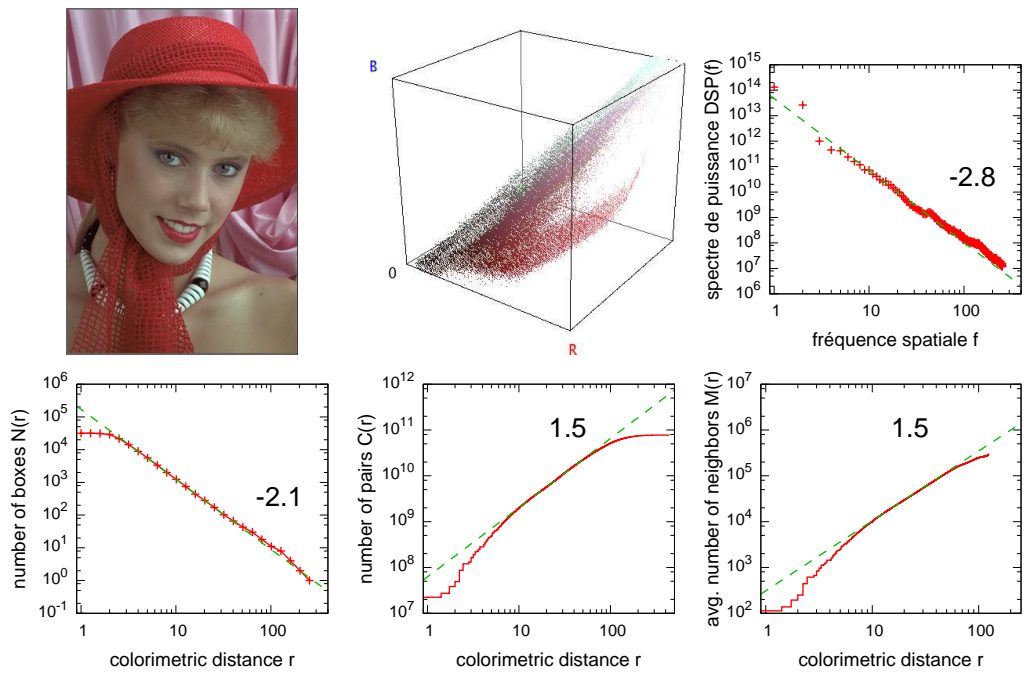 B
0
R
spectre de puissance DSP(f)
10^15
10^14
10^13
10^12
10^11
10^10
10^9
10^8
10^7
10^6
-2.8
1 10 100
fréquence spatiale f
number of boxes N(r)
10^6
10^5
10^4
10^3
10^2
10^1
10^0
10^-1
-2.1
1 10 100
colorimetric distance r
number of pairs C(r)
10^12
10^11
10^10
10^9
10^8
10^7
1.5
1 10 100
colorimetric distance r
avg. number of neighbors M(r)
10^7
10^6
10^5
10^4
10^3
10^2
1.5
1 10 100
colorimetric distance r